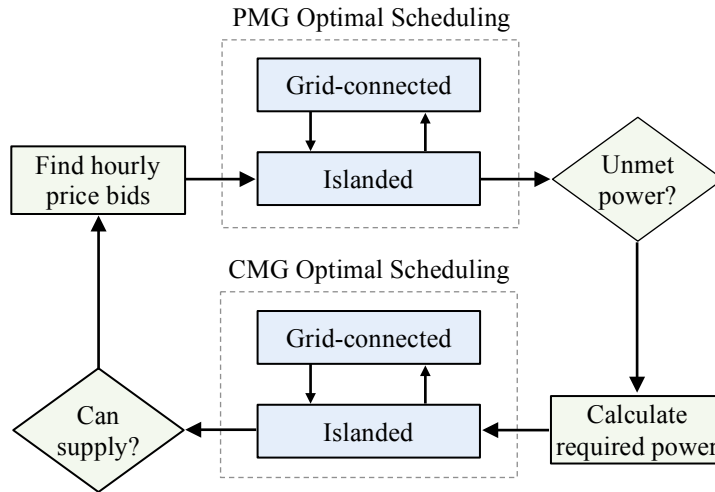 PMG Optimal Scheduling
Grid-connected
Islanded
Find hourly
price bids
Unmet
power?
CMG Optimal Scheduling
Grid-connected
Islanded
Can
supply?
Calculate
required power